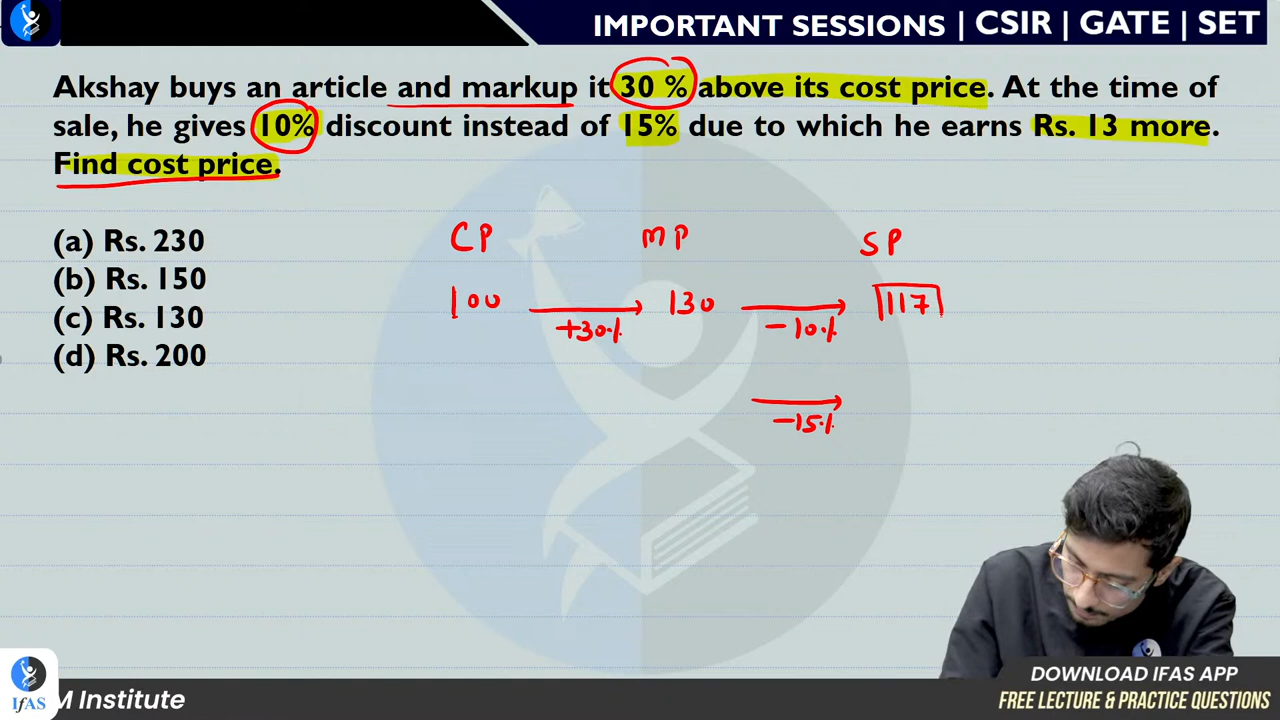 IMPORTANT SESSIONS | CSIR | GATE | SET
Akshay buys an article and markup it 30 % above its cost price. At the time of
sale, he gives 10% discount instead of 15% due to which he earns Rs. 13 more.
Find cost price.
(a) Rs. 230
(b) Rs. 150
(c) Rs. 130
(d) Rs. 200
CP MP SP
100 +30% 130 -10% 117
-15%
DOWNLOAD IFAS APP
FREE LECTURE & PRACTICE QUESTIONS
IfAS
M Institute